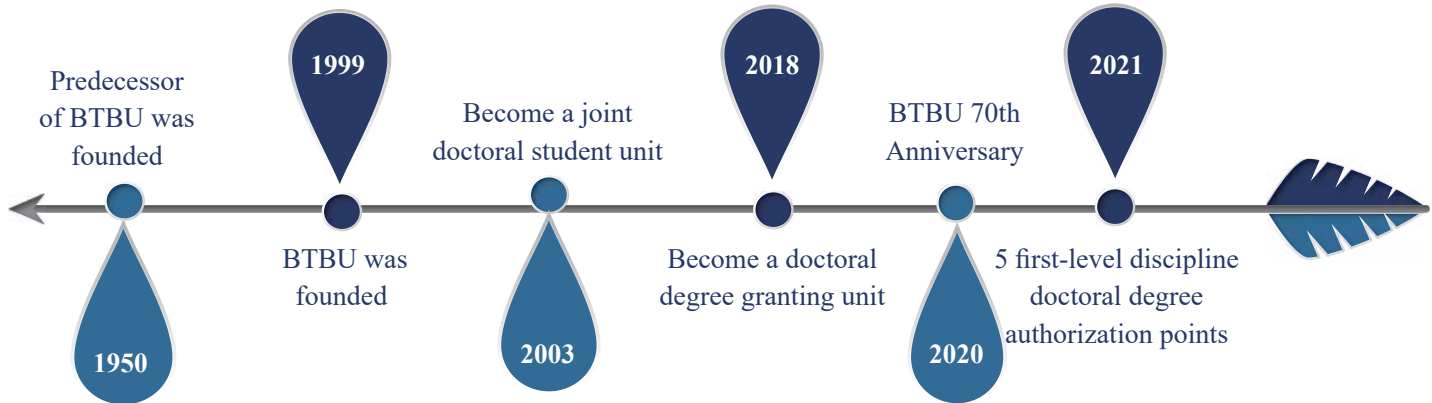 Predecessor
of BTBU was
founded
1950
1999
BTBU was
founded
Become a joint
doctoral student unit
2003
2018
Become a doctoral
degree granting unit
BTBU 70th
Anniversary
2020
2021
5 first-level discipline
doctoral degree
authorization points